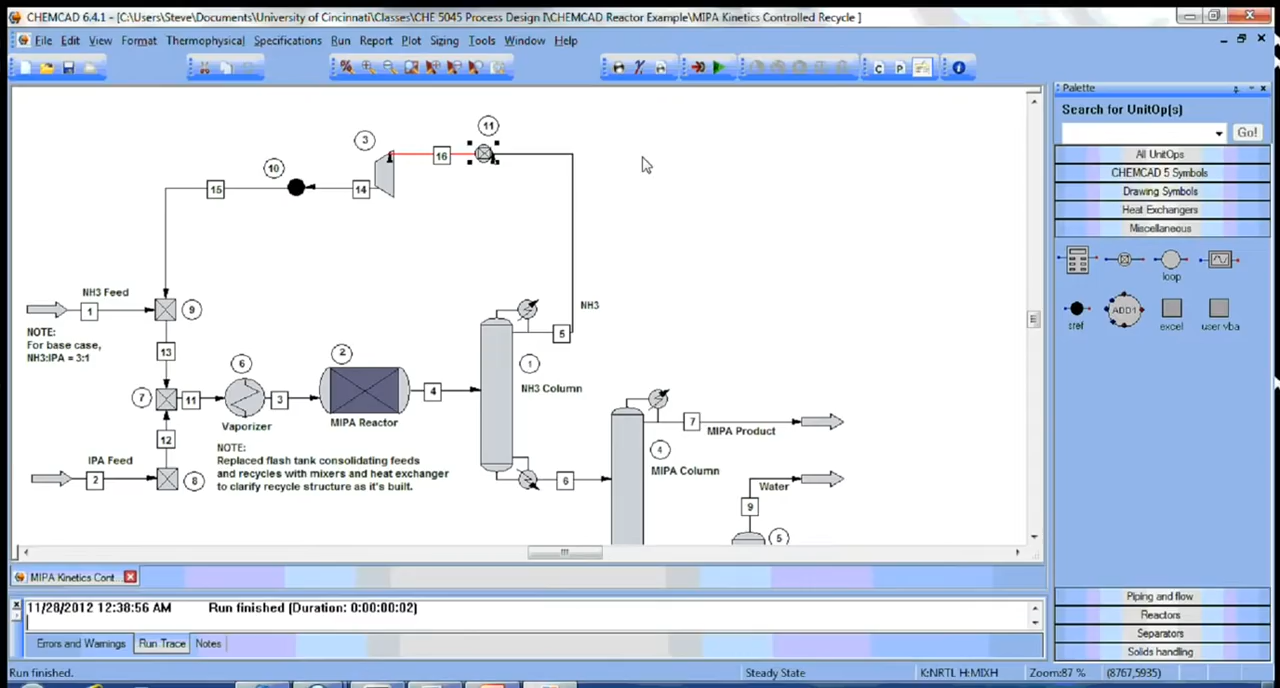 CHEMCAD 6.4.1 - [C:\Users\Steve\Documents\University of Cincinnati\Classes\CHE 5045 Process Design I\CHEMCAD Reactor Example\MIPA Kinetics Controlled Recycle ]
File Edit View Format Thermophysical Specifications Run Report Plot Sizing Tools Window Help
C P
Palette
Search for UnitOp(s)
Go!
All UnitOps
CHEMCAD 5 Symbols
Drawing Symbols
Heat Exchangers
Miscellaneous
loop
sref
ADD1
excel
user vba
Piping and flow
Reactors
Separators
Solids handling
11
3
16
10
15
14
NH3 Feed
1
9
NOTE:
For base case,
NH3:IPA = 3:1
13
NH3
5
6
2
1
7
11
3
4
NH3 Column
Vaporizer
MIPA Reactor
7
MIPA Product
12
NOTE:
Replaced flash tank consolidating feeds
and recycles with mixers and heat exchanger
to clarify recycle structure as it's built.
4
MIPA Column
IPA Feed
2
8
6
Water
9
5
MIPA Kinetics Cont...
11/28/2012 12:38:56 AM Run finished (Duration: 0:00:00:02)
Errors and Warnings Run Trace Notes
Run finished. Steady State K:NRTL H:MIXH Zoom:87 % (8767,5935)